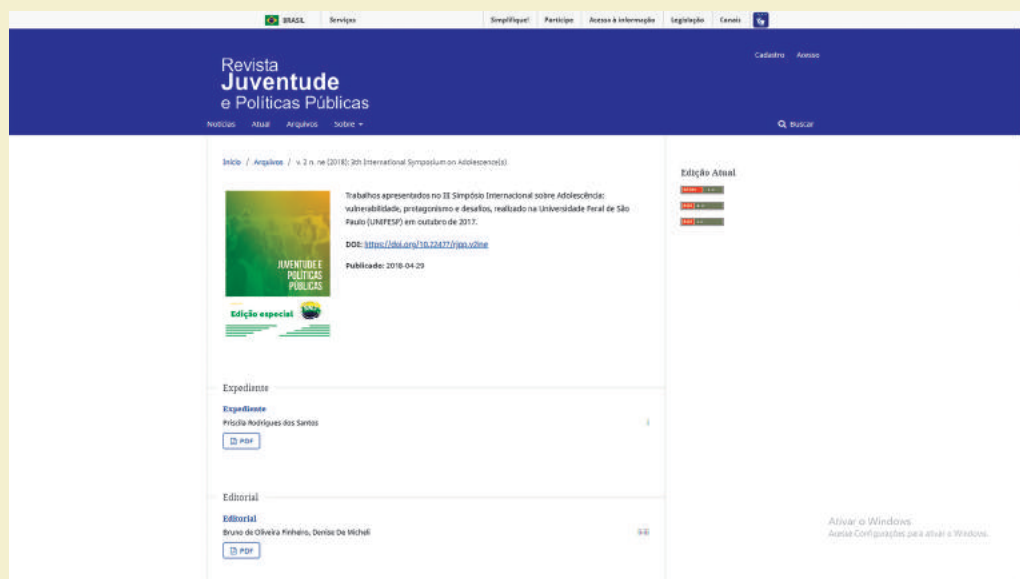 BRASIL Serviços Simplifique! Participe Acesso à informação Legislação Canais
Cadastro Acesso
Revista
Juventude
e Políticas Públicas
Notícias Atual Arquivos Sobre Buscar
Início / Arquivos / v. 2 n. ne (2018): 3th International Symposium on Adolescence(s)
Trabalhos apresentados no III Simpósio Internacional sobre Adolescência:
vulnerabilidade, protagonismo e desafios, realizado na Universidade Feral de São
Paulo (UNIFESP) em outubro de 2017.
DOI: https://doi.org/10.22477/rjpp.v2ine
Publicado: 2018-04-29
JUVENTUDE E
POLÍTICAS
PÚBLICAS
Edição especial
Edição Atual
Expediente
Expediente
Priscila Rodrigues dos Santos
PDF
Editorial
Editorial
Bruno de Oliveira Pinheiro, Denise De Micheli
PDF
Ativar o Windows
Acesse Configurações para ativar o Windows.